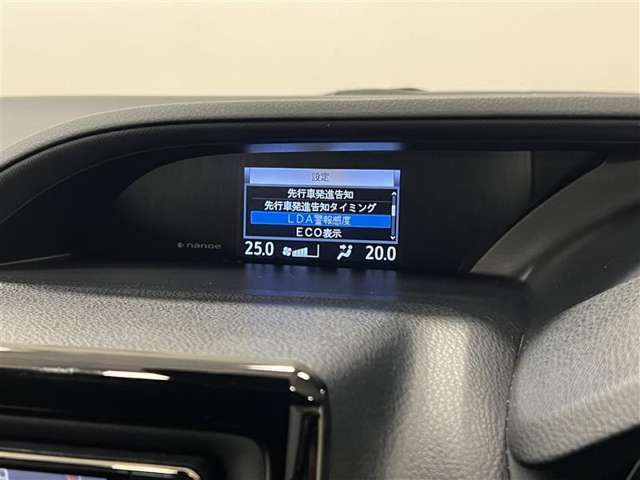 設定
先行車発進告知
先行車発進告知タイミング
LDA警報感度
ECO表示
nanoe
25.0
20.0